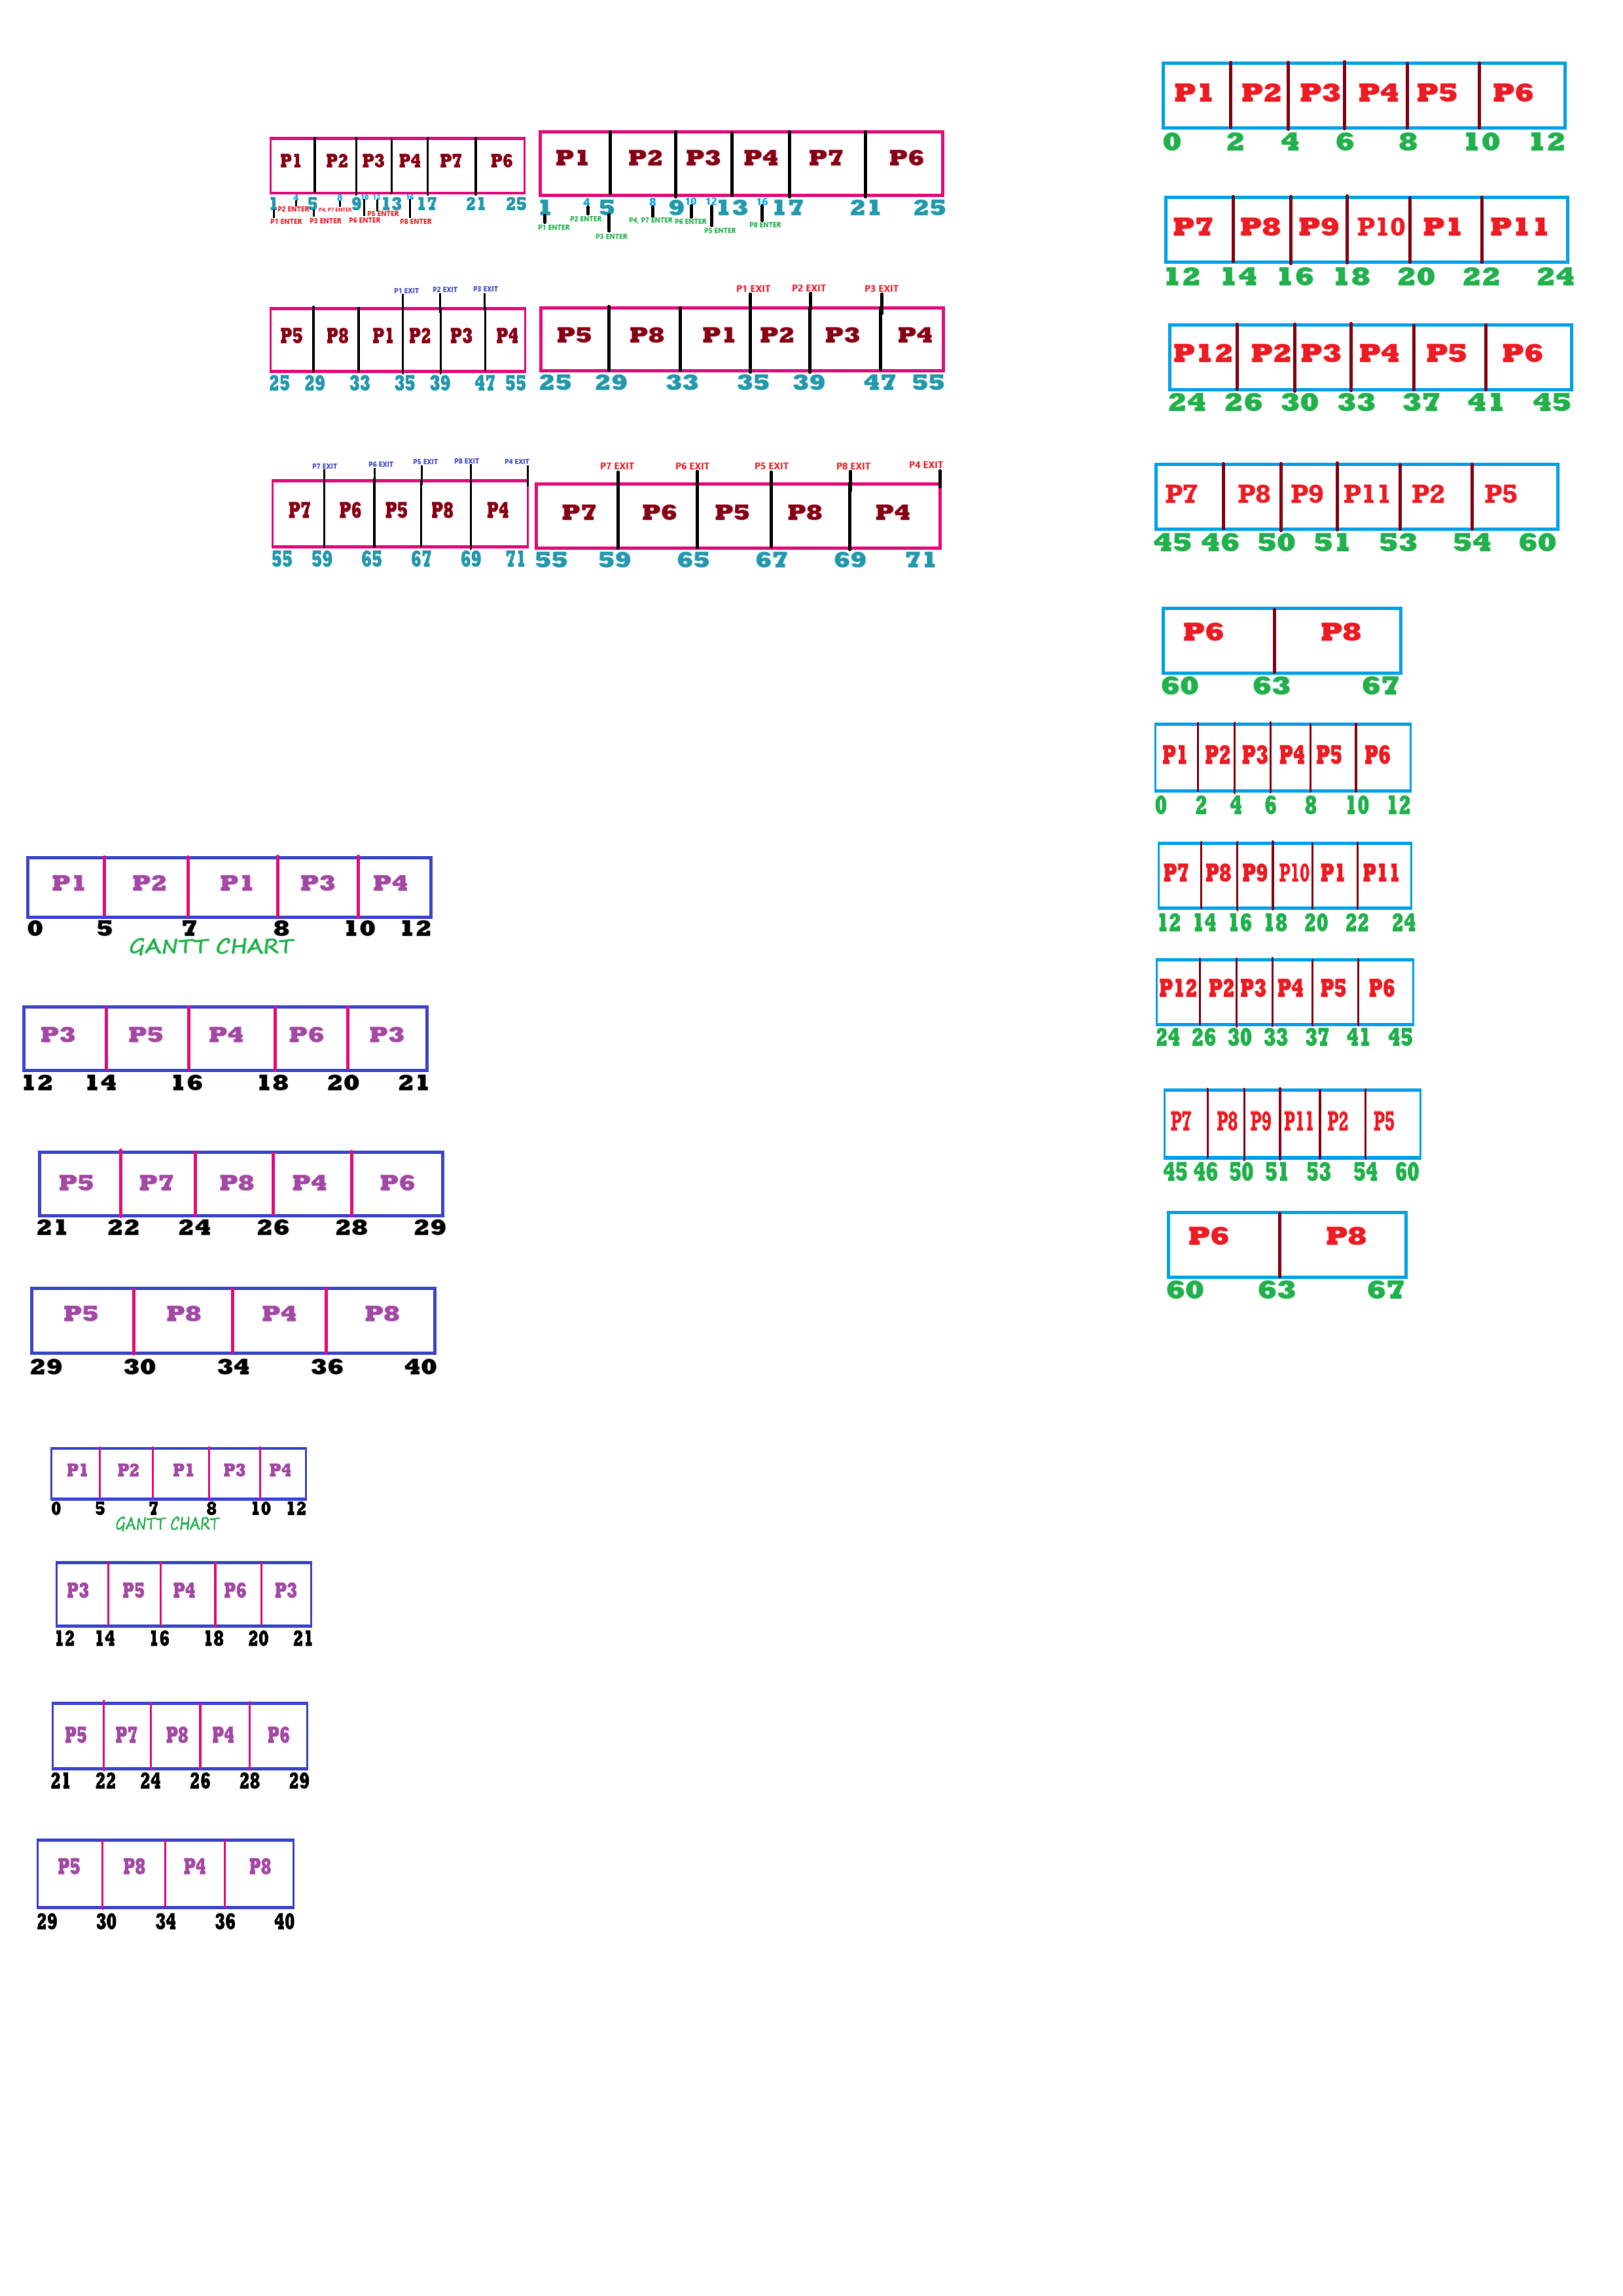 P1 P2 P3 P4 P7 P6
1 4 5 8 9 10 12 13 16 17 21 25
P2 ENTER P4, P7 ENTER P5 ENTER
P1 ENTER P3 ENTER P6 ENTER P8 ENTER
P1 P2 P3 P4 P7 P6
1 4 5 8 9 10 12 13 16 17 21 25
P2 ENTER P4, P7 ENTER P6 ENTER P8 ENTER
P1 ENTER P5 ENTER
P3 ENTER
P1 EXIT P2 EXIT P3 EXIT
P5 P8 P1 P2 P3 P4
25 29 33 35 39 47 55
P1 EXIT P2 EXIT P3 EXIT
P5 P8 P1 P2 P3 P4
25 29 33 35 39 47 55
P7 EXIT P6 EXIT P5 EXIT P8 EXIT P4 EXIT
P7 P6 P5 P8 P4
55 59 65 67 69 71
P7 EXIT P6 EXIT P5 EXIT P8 EXIT P4 EXIT
P7 P6 P5 P8 P4
55 59 65 67 69 71
P1 P2 P3 P4 P5 P6
0 2 4 6 8 10 12
P7 P8 P9 P10 P1 P11
12 14 16 18 20 22 24
P12 P2 P3 P4 P5 P6
24 26 30 33 37 41 45
P7 P8 P9 P11 P2 P5
45 46 50 51 53 54 60
P6 P8
60 63 67
P1 P2 P3 P4 P5 P6
0 2 4 6 8 10 12
P7 P8 P9 P10 P1 P11
12 14 16 18 20 22 24
P12 P2 P3 P4 P5 P6
24 26 30 33 37 41 45
P7 P8 P9 P11 P2 P5
45 46 50 51 53 54 60
P6 P8
60 63 67
P1 P2 P1 P3 P4
0 5 7 8 10 12
GANTT CHART
P3 P5 P4 P6 P3
12 14 16 18 20 21
P5 P7 P8 P4 P6
21 22 24 26 28 29
P5 P8 P4 P8
29 30 34 36 40
P1 P2 P1 P3 P4
0 5 7 8 10 12
GANTT CHART
P3 P5 P4 P6 P3
12 14 16 18 20 21
P5 P7 P8 P4 P6
21 22 24 26 28 29
P5 P8 P4 P8
29 30 34 36 40